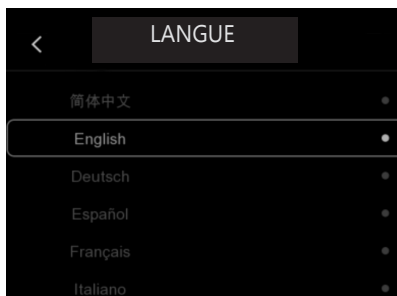 LANGUE
简体中文
English
Deutsch
Español
Français
Italiano